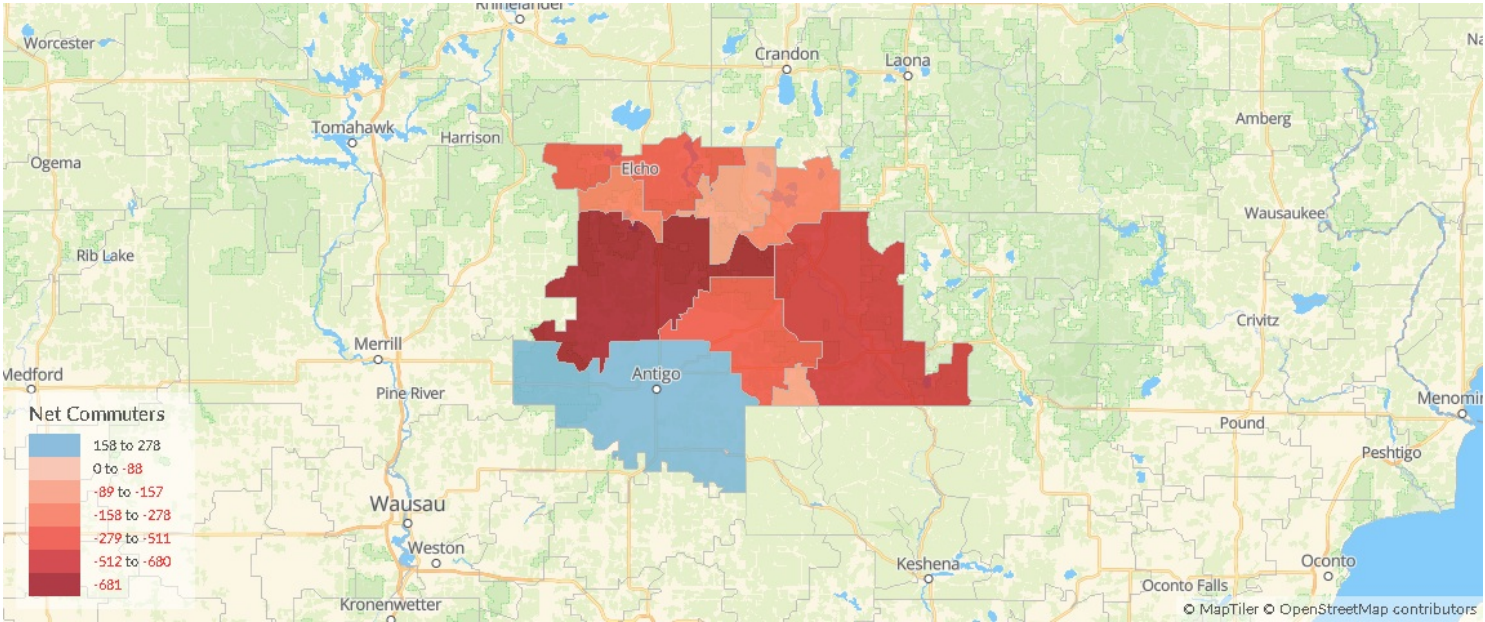 Rhinelander
Worcester
Crandon
Laona
Na
Tomahawk
Harrison
Amberg
Ogema
Elcho
Wausaukee
Rib Lake
Crivitz
Merrill
Medford
Antigo
Pine River
Menomin
Pound
Peshtigo
Net Commuters
158 to 278
0 to -88
-89 to -157
-158 to -278
-279 to -511
-512 to -680
-681
Wausau
Weston
Keshena
Oconto
Oconto Falls
Kronenwetter
© MapTiler © OpenStreetMap contributors